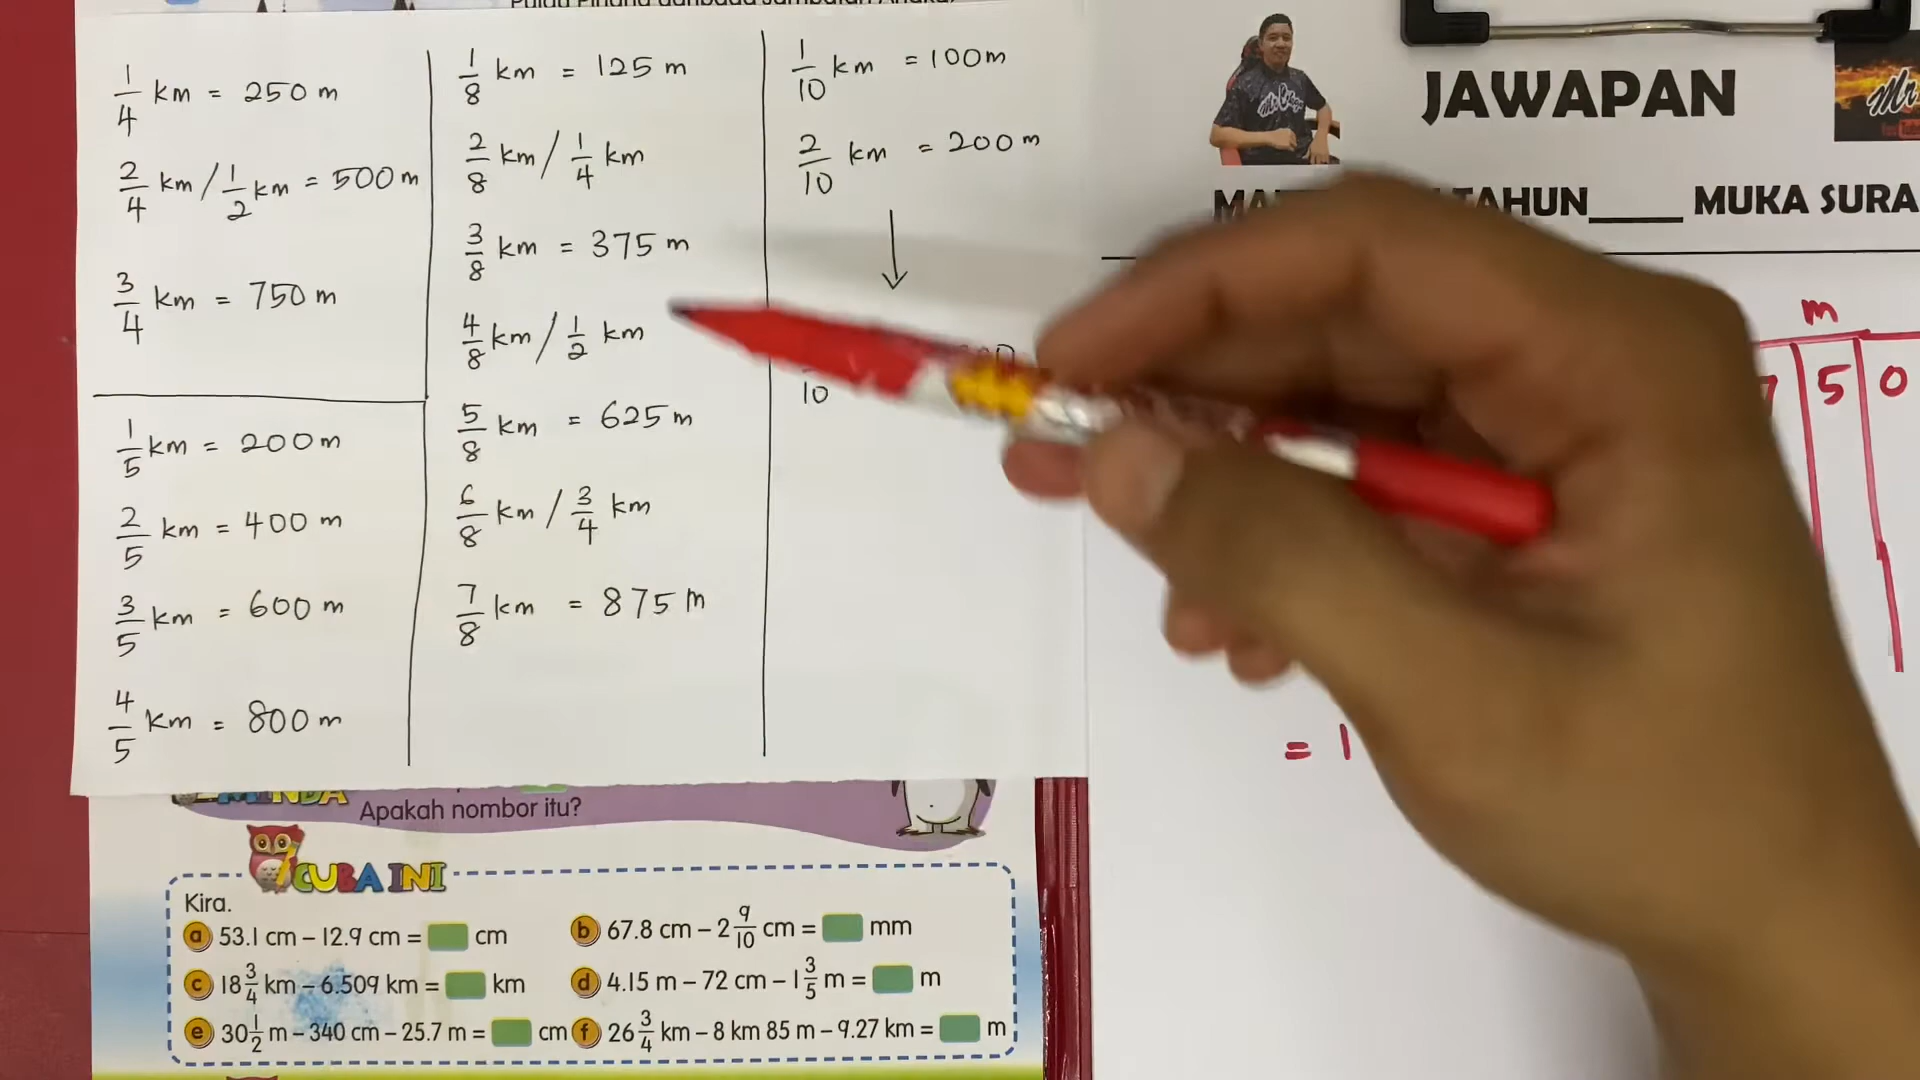 1/4 km = 250 m
2/4 km / 1/2 km = 500 m
3/4 km = 750 m
1/5 km = 200 m
2/5 km = 400 m
3/5 km = 600 m
4/5 km = 800 m
1/8 km = 125 m
2/8 km / 1/4 km
3/8 km = 375 m
4/8 km / 1/2 km
5/8 km = 625 m
6/8 km / 3/4 km
7/8 km = 875 m
1/10 km = 100 m
2/10 km = 200 m
10
JAWAPAN
Mr
TAHUN_____ MUKA SURA
m
5 0
= 1
Apakah nombor itu?
CUBA INI
Kira.
a 53.1 cm – 12.9 cm = cm
b 67.8 cm – 2 9/10 cm = mm
c 18 3/4 km – 6.509 km = km
d 4.15 m – 72 cm – 1 3/5 m = m
e 30 1/2 m – 340 cm – 25.7 m = cm
f 26 3/4 km – 8 km 85 m – 9.27 km = m